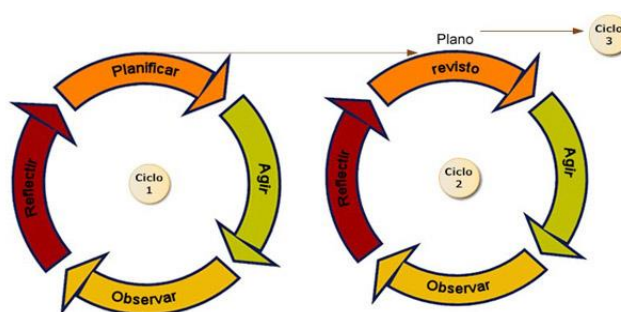 Planificar
Agir
Observar
Reflectir
Ciclo
1
Plano
revisto
Agir
Observar
Reflectir
Ciclo
2
Ciclo
3